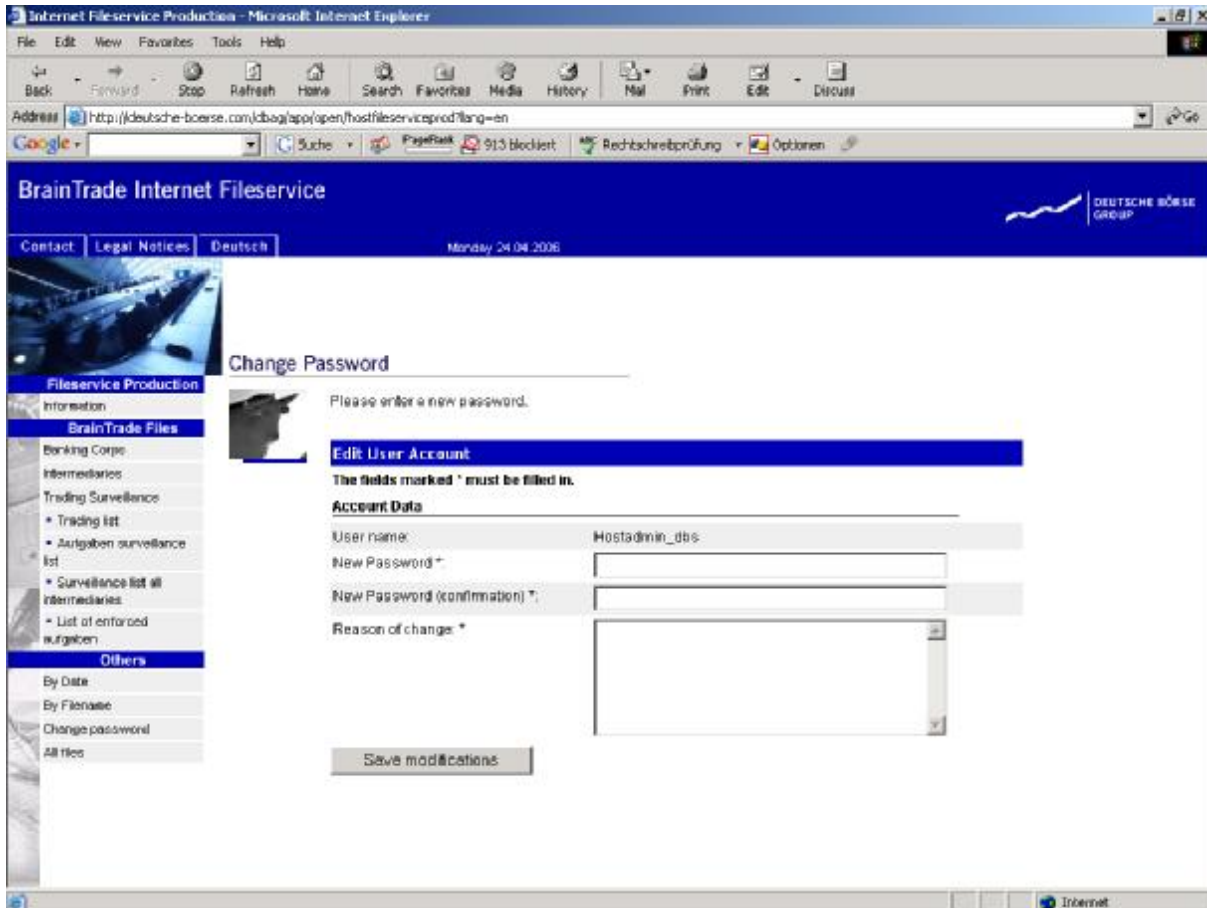 Internet Fileservice Production - Microsoft Internet Explorer
File Edit View Favorites Tools Help
Back Forward Stop Refresh Home Search Favorites Media History Mail Print Edit Discuss
Address http://deutsche-boerse.com/dbag/app/open/hostfileserviceprod?lang=en Go
Google Suche PageRank 913 blockiert Rechtschreibprüfung Optionen
BrainTrade Internet Fileservice
DEUTSCHE BÖRSE
GROUP
Contact Legal Notices Deutsch Monday 24.04.2006
Change Password
Fileservice Production
Information
Please enter a new password.
BrainTrade Files
Banking Corps
Intermediaries
Trading Surveillance
• Trading list
• Aufgaben surveillance
list
• Surveillance list all
intermediaries
• List of enforced
aufgaben
Others
By Date
By Filename
Change password
All files
Edit User Account
The fields marked * must be filled in.
Account Data
User name: Hostadmin_dbs
New Password *:
New Password (confirmation) *:
Reason of change: *
Save modifications
Internet